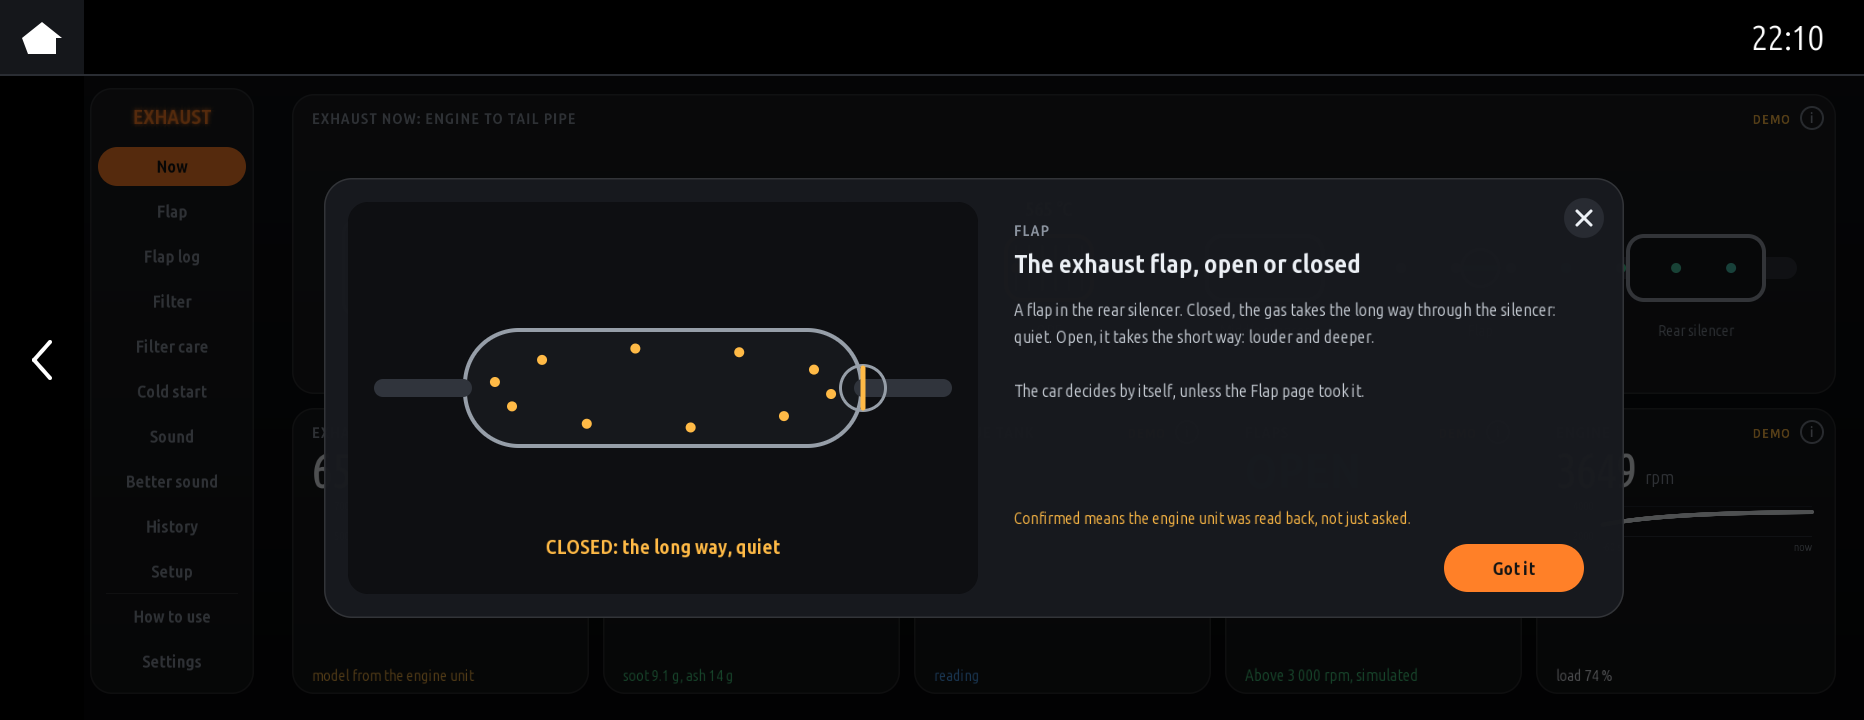 22:10
EXHAUST
Now
Flap
Flap log
Filter
Filter care
Cold start
Sound
Better sound
History
Setup
How to use
Settings
EXHAUST NOW: ENGINE TO TAIL PIPE
DEMO
Rear silencer
FLAP
The exhaust flap, open or closed
A flap in the rear silencer. Closed, the gas takes the long way through the silencer:
quiet. Open, it takes the short way: louder and deeper.
The car decides by itself, unless the Flap page took it.
Confirmed means the engine unit was read back, not just asked.
Got it
CLOSED: the long way, quiet
DEMO
3649 rpm
now
model from the engine unit
soot 9.1 g, ash 14 g
reading
Above 3 000 rpm, simulated
load 74 %